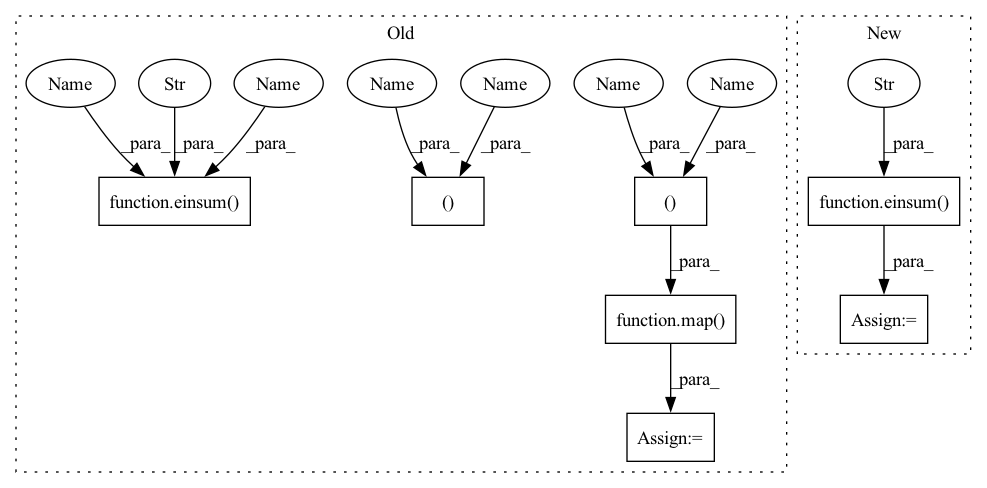 Old
New
Name
Str
Name
Name
Name
Name
Name
Str
_para_
_para_
_para_
_para_
_para_
_para_
_para_
_para_
function.einsum()
()
()
function.einsum()
_para_
_para_
function.map()
Assign:=
_para_
Assign:=